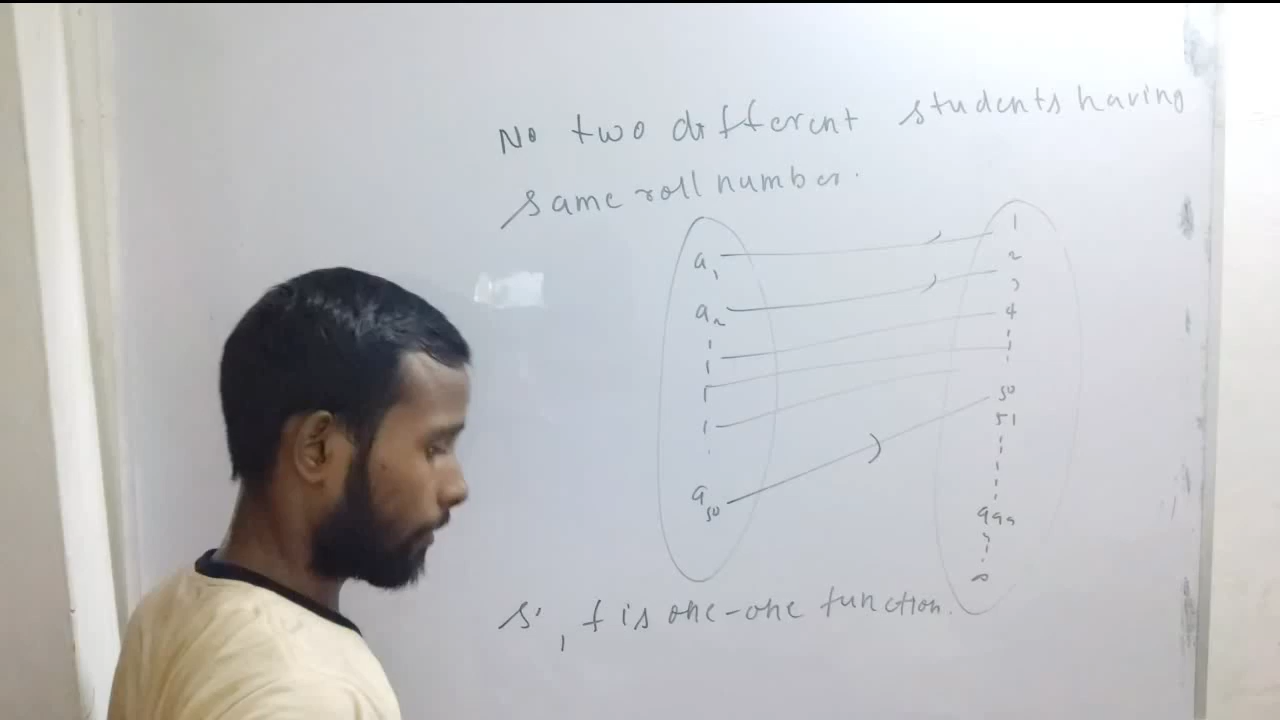 No two different students having
same roll number.
a1 1
a2 2
3
4
50
51
a50
999
∞
So, f is one-one function.